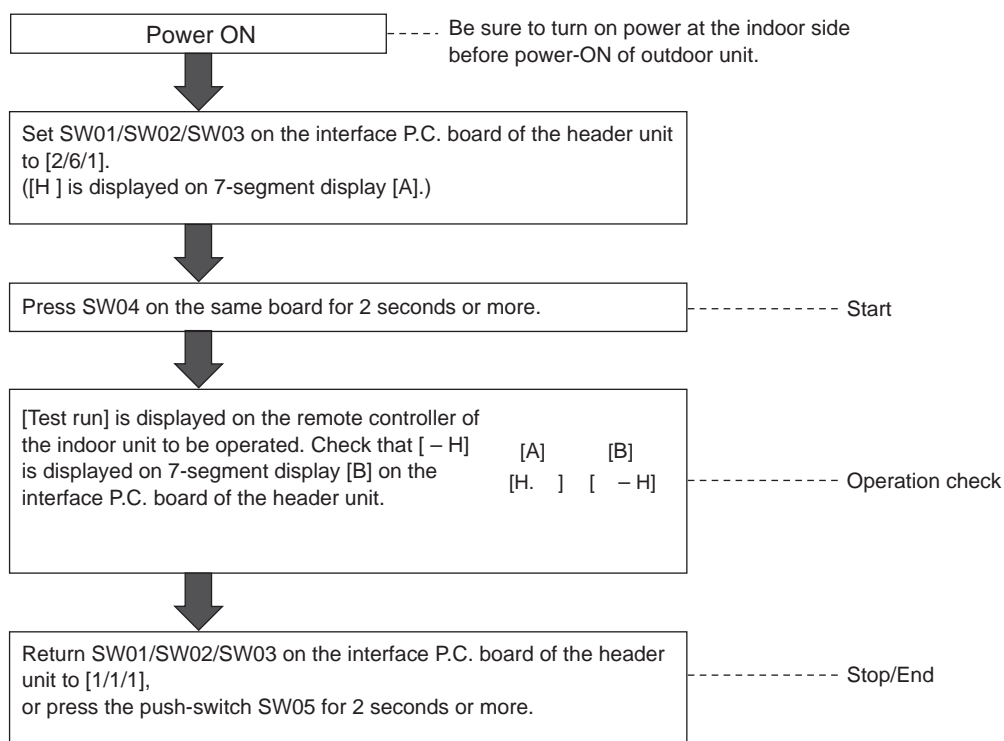 Power ON
Be sure to turn on power at the indoor side
before power-ON of outdoor unit.
Set SW01/SW02/SW03 on the interface P.C. board of the header unit
to [2/6/1].
([H ] is displayed on 7-segment display [A].)
Press SW04 on the same board for 2 seconds or more.
Start
[Test run] is displayed on the remote controller of
the indoor unit to be operated. Check that [ – H]
is displayed on 7-segment display [B] on the
interface P.C. board of the header unit.
[A] [B]
[H. ] [ – H]
Operation check
Return SW01/SW02/SW03 on the interface P.C. board of the header
unit to [1/1/1],
or press the push-switch SW05 for 2 seconds or more.
Stop/End